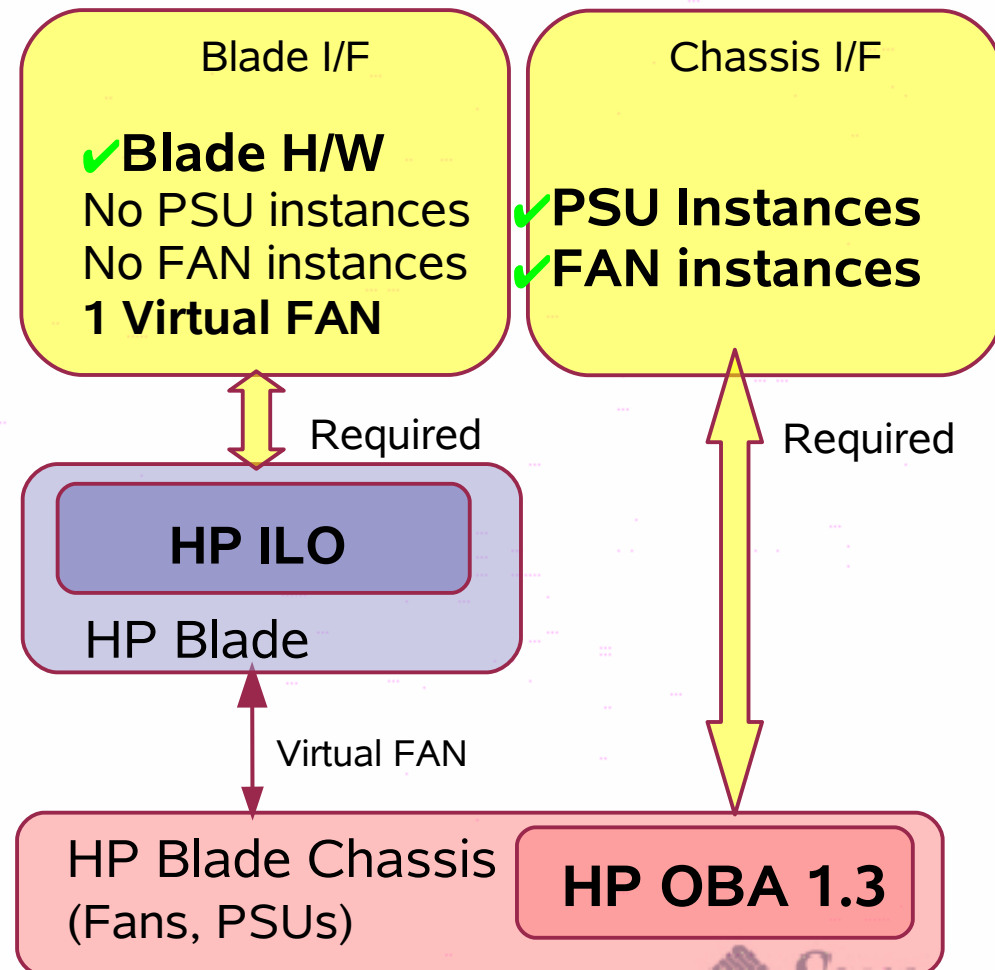 Blade I/F
✔Blade H/W
No PSU instances
No FAN instances
1 Virtual FAN
Chassis I/F
✔PSU Instances
✔FAN instances
Required
Required
HP ILO
HP Blade
Virtual FAN
HP Blade Chassis
(Fans, PSUs)
HP OBA 1.3